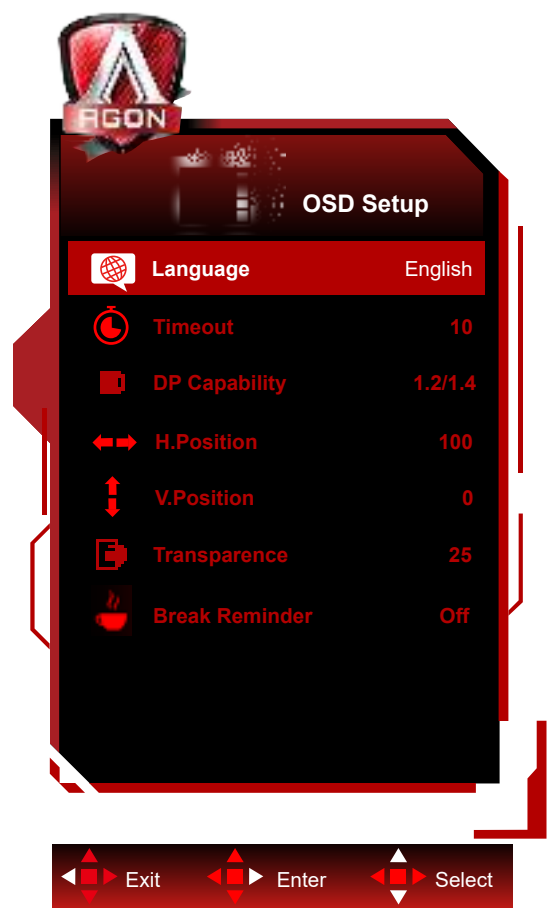 AGON
OSD Setup
Language English
Timeout 10
DP Capability 1.2/1.4
H.Position 100
V.Position 0
Transparence 25
Break Reminder Off
Exit Enter Select